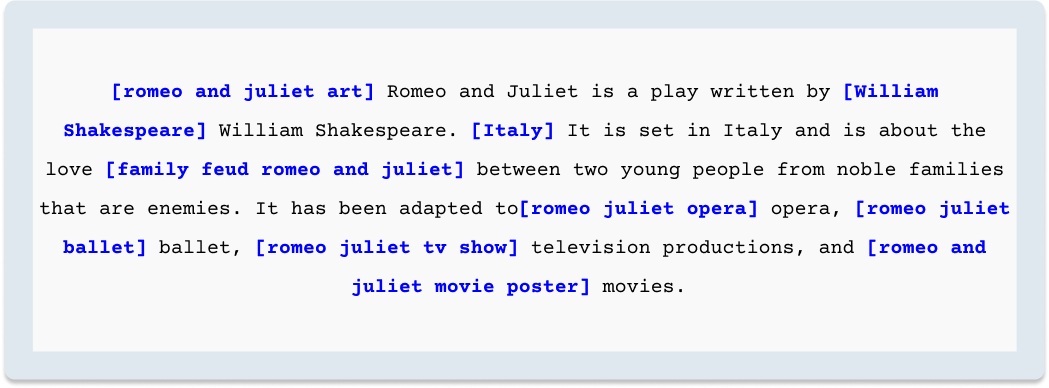 [romeo and juliet art] Romeo and Juliet is a play written by [William
Shakespeare] William Shakespeare. [Italy] It is set in Italy and is about the
love [family feud romeo and juliet] between two young people from noble families
that are enemies. It has been adapted to[romeo juliet opera] opera, [romeo juliet
ballet] ballet, [romeo juliet tv show] television productions, and [romeo and
juliet movie poster] movies.